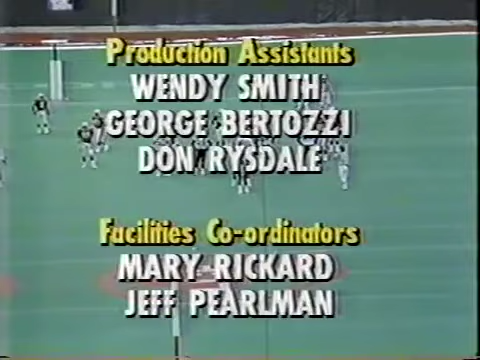 Production Assistants
WENDY SMITH
GEORGE BERTOZZI
DON RYSDALE
Facilities Co-ordinators
MARY RICKARD
JEFF PEARLMAN